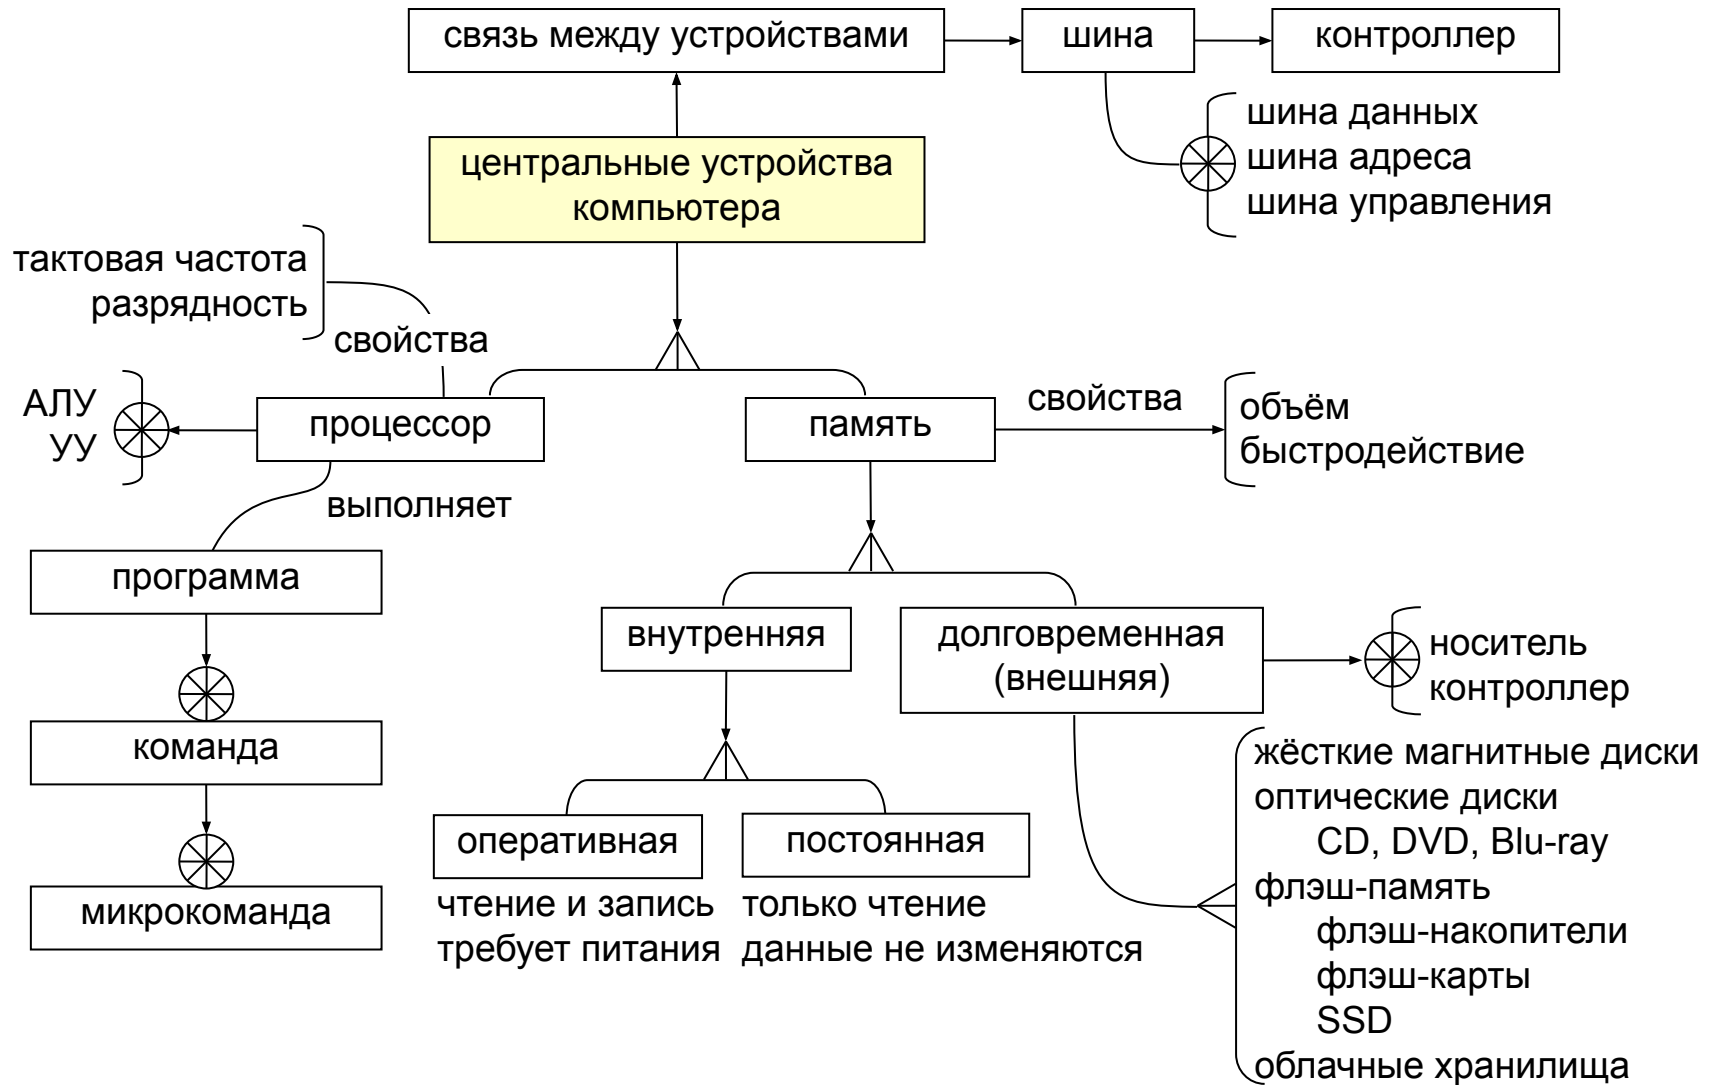 связь между устройствами
шина
контроллер
шина данных
шина адреса
шина управления
центральные устройства
компьютера
тактовая частота
разрядность
свойства
АЛУ
УУ
процессор
память
свойства
объём
быстродействие
выполняет
программа
команда
микрокоманда
внутренняя
долговременная
(внешняя)
носитель
контроллер
оперативная
чтение и запись
требует питания
постоянная
только чтение
данные не изменяются
жёсткие магнитные диски
оптические диски
CD, DVD, Blu-ray
флэш-память
флэш-накопители
флэш-карты
SSD
облачные хранилища